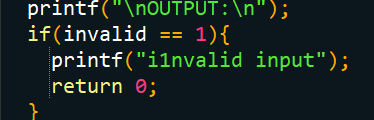 printf("\nOUTPUT:\n");
if(invalid == 1){
printf("i1nvalid input");
return 0;
}